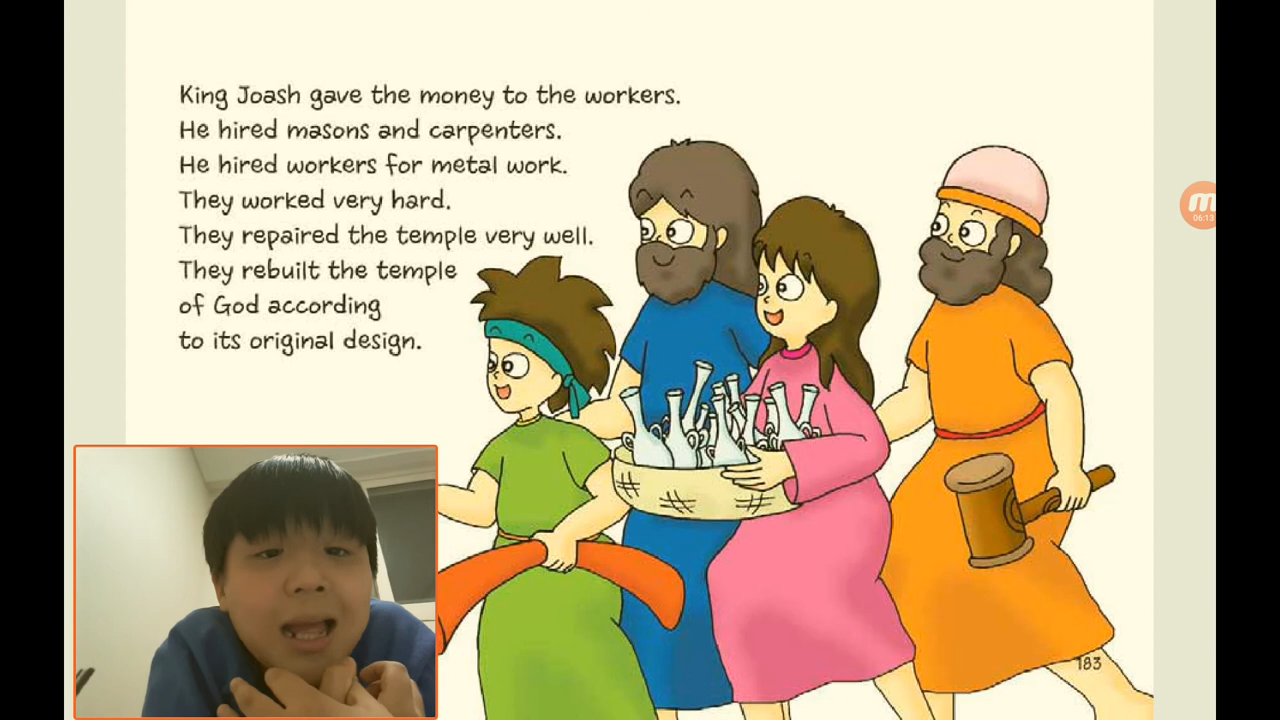 King Joash gave the money to the workers.
He hired masons and carpenters.
He hired workers for metal work.
They worked very hard.
They repaired the temple very well.
They rebuilt the temple
of God according
to its original design.
183
06:13